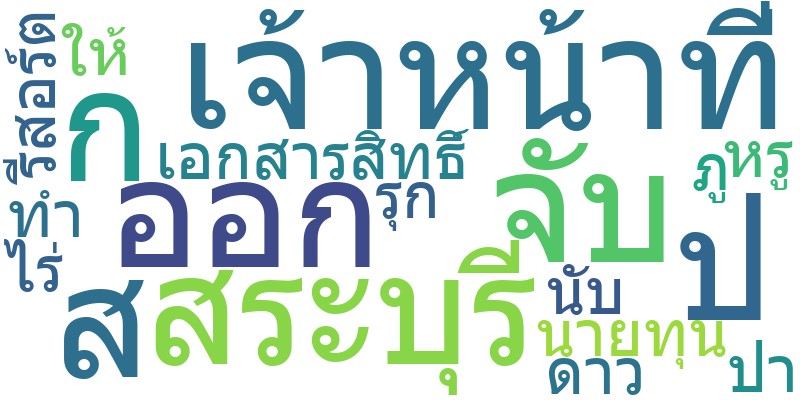 เจ้าหน้าที่
ให้
รีสอร์ต
ก
เอกสารสิทธิ์
จับ
ภู
หรู
ทำ
ออก
รุก
ป
ไร่
ส
สระบุรี
นับ
นายทุน
ดาว
ปา